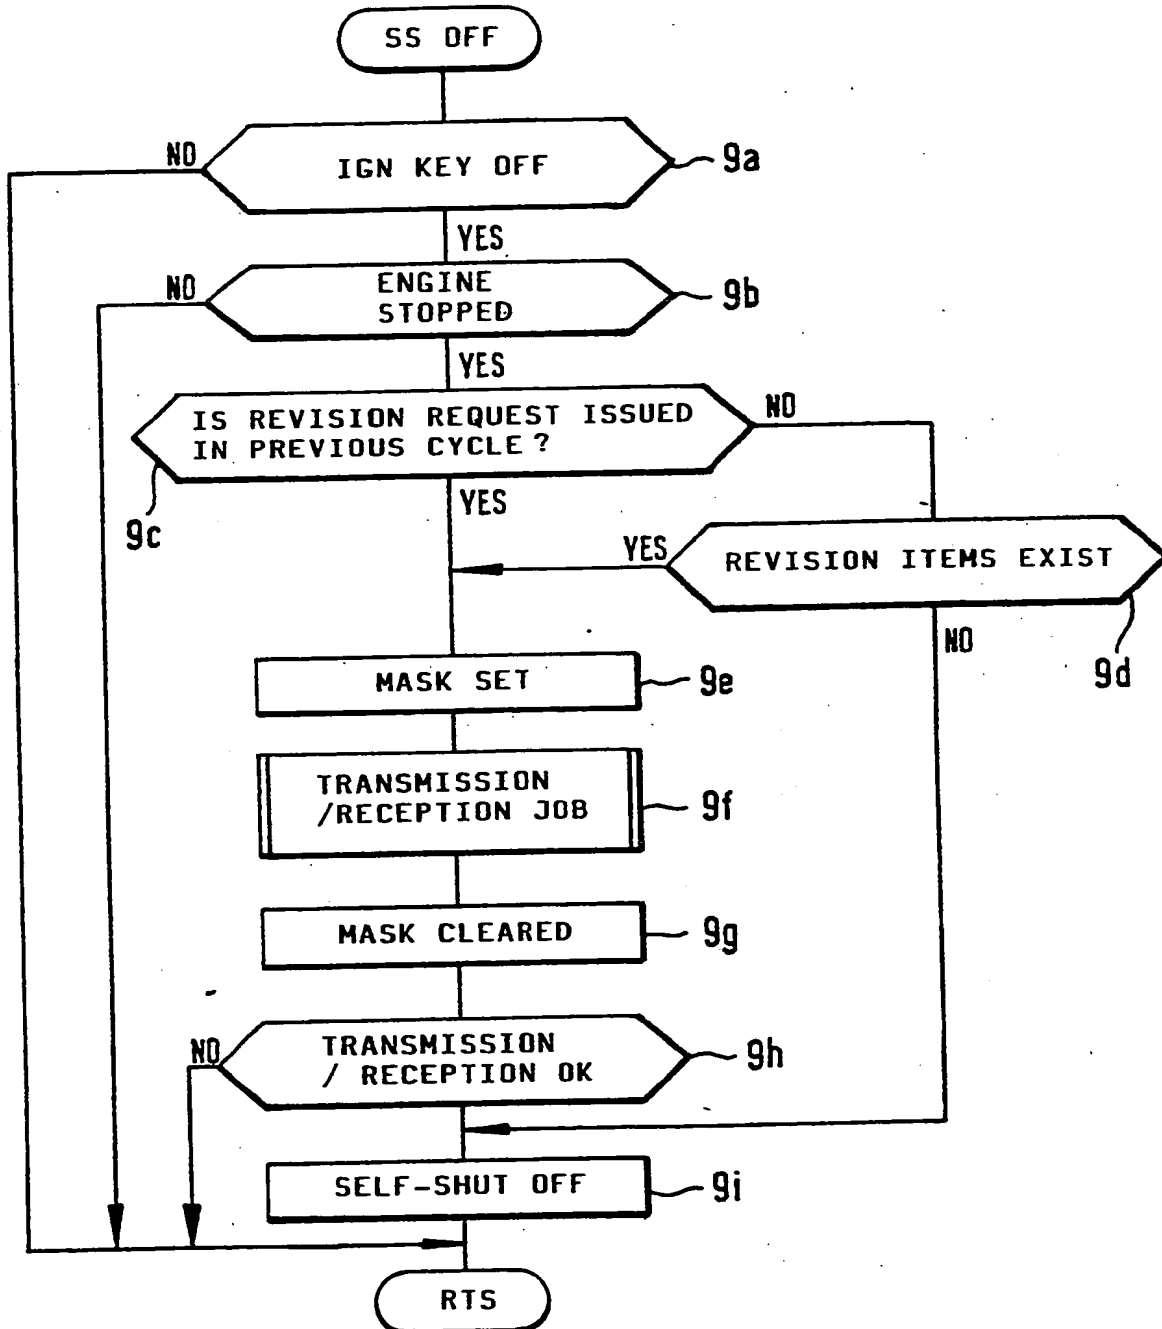 SS OFF
NO
IGN KEY OFF
9a
YES
NO
ENGINE
STOPPED
9b
YES
IS REVISION REQUEST ISSUED
IN PREVIOUS CYCLE?
NO
9c
YES
YES
REVISION ITEMS EXIST
NO
9d
MASK SET
9e
TRANSMISSION
/RECEPTION JOB
9f
MASK CLEARED
9g
NO
TRANSMISSION
/ RECEPTION OK
9h
SELF-SHUT OFF
9i
RTS